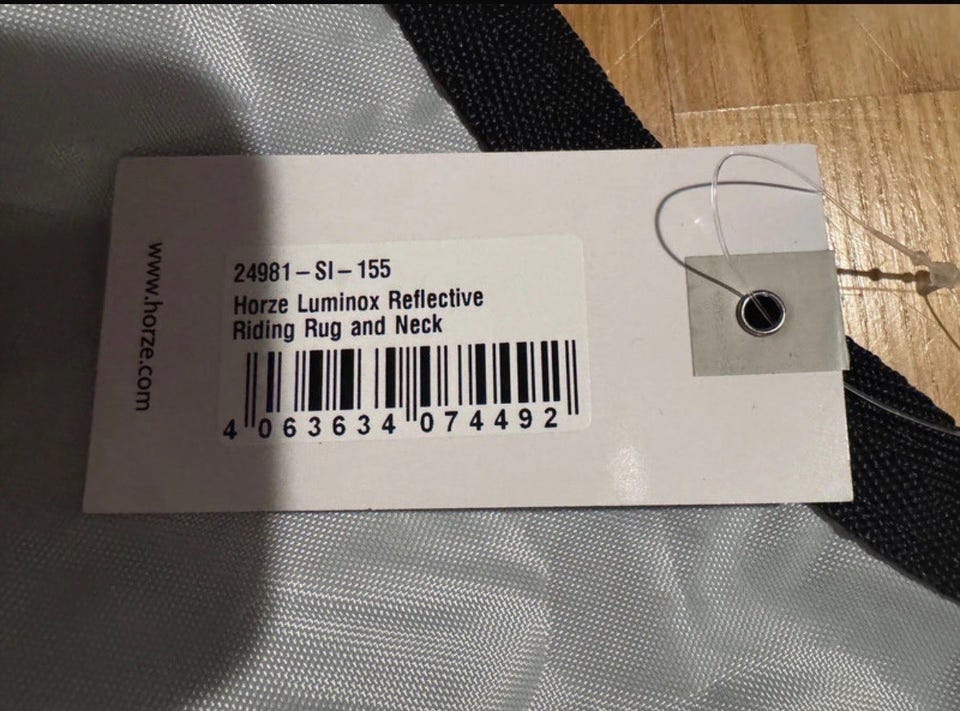 www.horze.com
24981-SI-155
Horze Luminox Reflective
Riding Rug and Neck
4 063634 074492